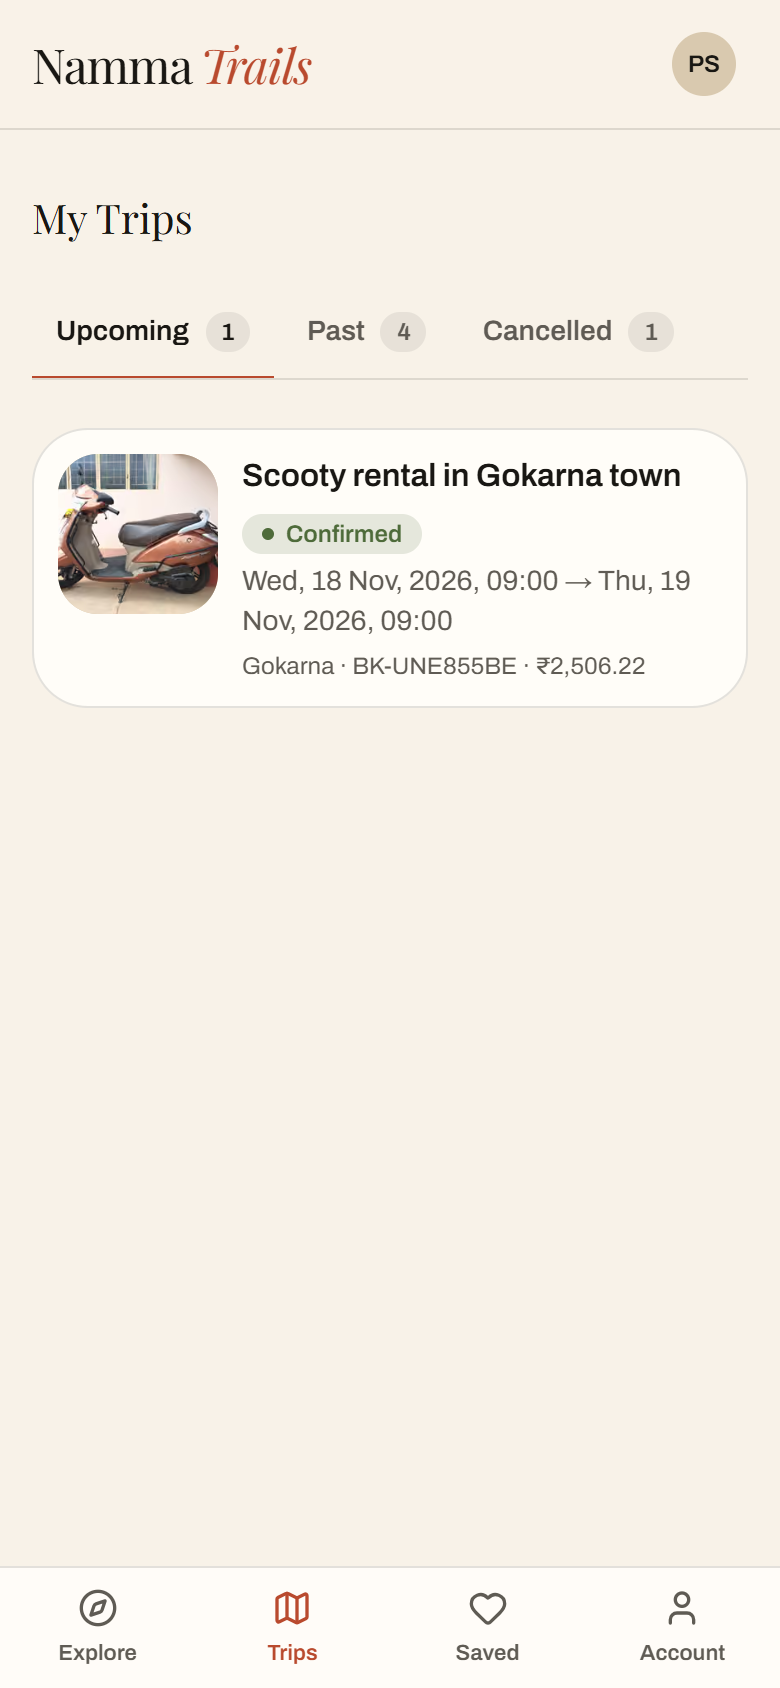 Namma Trails
PS
My Trips
Upcoming 1 Past 4 Cancelled 1
Scooty rental in Gokarna town
Confirmed
Wed, 18 Nov, 2026, 09:00 → Thu, 19
Nov, 2026, 09:00
Gokarna · BK-UNE855BE · ₹2,506.22
Explore Trips Saved Account